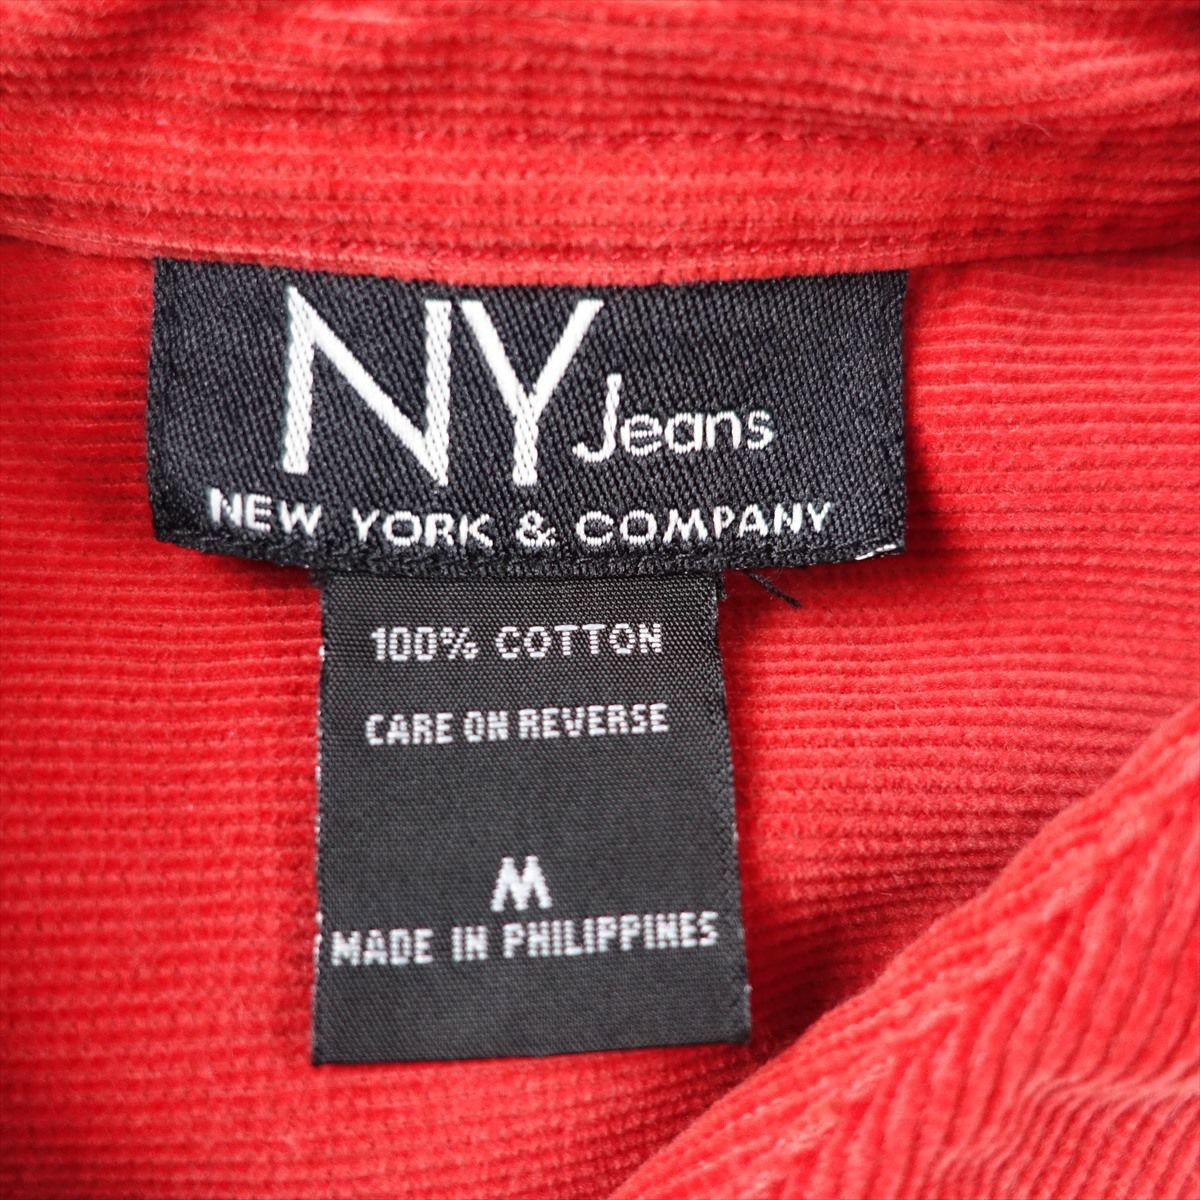 NY Jeans
NEW YORK & COMPANY
100% COTTON
CARE ON REVERSE
M
MADE IN PHILIPPINES